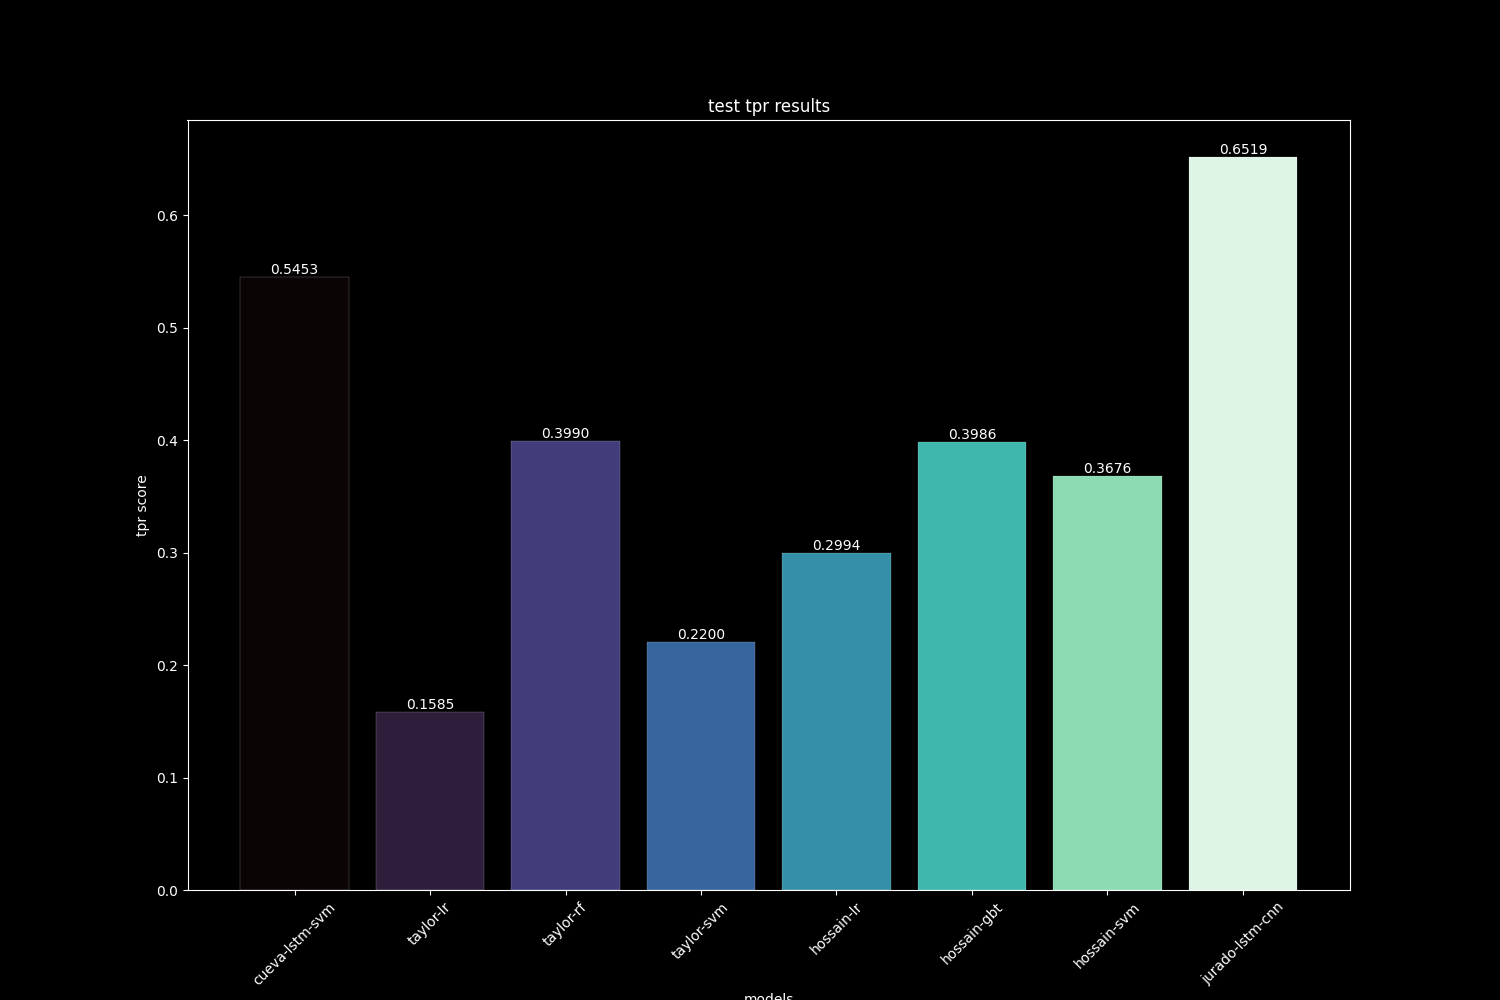 test tpr results
0.6519
0.5453
0.3990
0.3986
0.3676
0.2994
0.2200
0.1585
tpr score
0.6
0.5
0.4
0.3
0.2
0.1
0.0
cueva-lstm-svm
taylor-lr
taylor-rf
taylor-svm
hossain-lr
hossain-gbt
hossain-svm
jurado-lstm-cnn
models